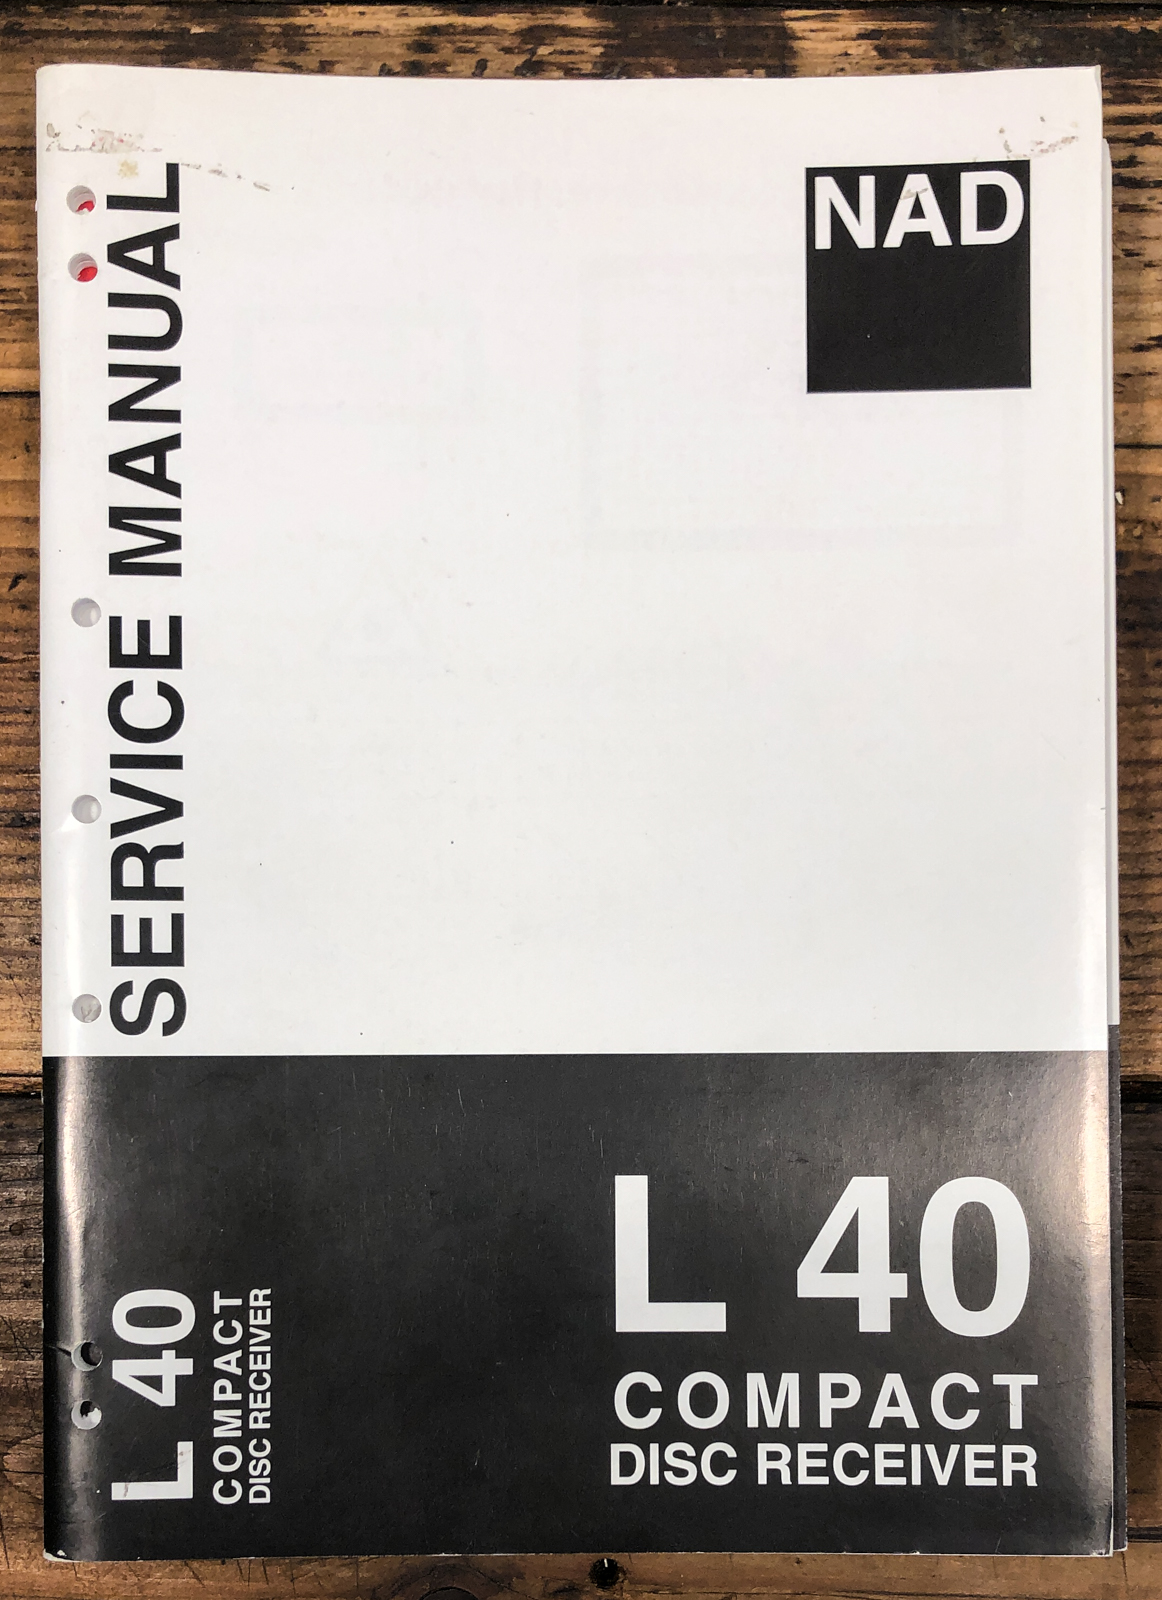 NAD
SERVICE MANUAL
L 40
COMPACT
DISC RECEIVER
L 40
COMPACT
DISC RECEIVER